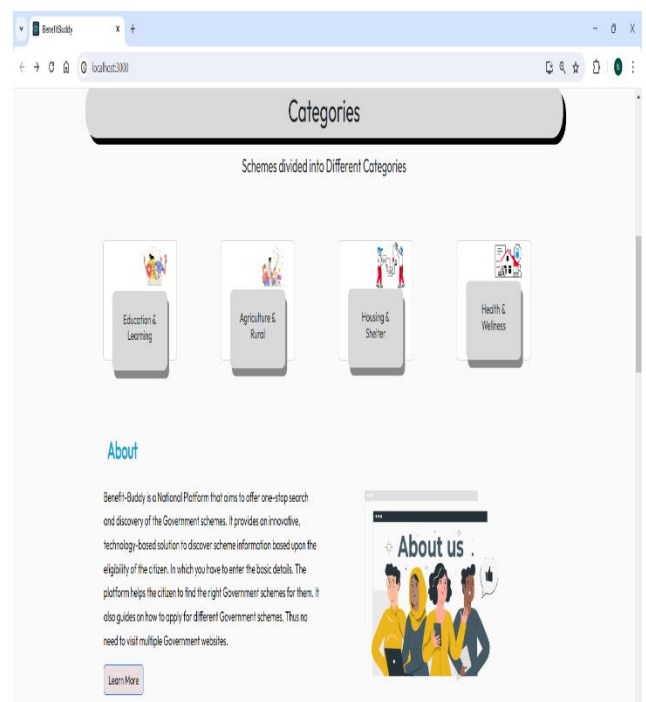 BenefitBuddy
localhost:3000
Categories
Schemes divided into Different Categories
Education &
Learning
Agriculture &
Rural
Housing &
Shelter
Health &
Wellness
About
Benefit-Buddy is a National Platform that aims to offer one-stop search
and discovery of the Government schemes. It provides an innovative,
technology-based solution to discover scheme information based upon the
eligibility of the citizen. In which you have to enter the basic details. The
platform helps the citizen to find the right Government schemes for them. It
also guides on how to apply for different Government schemes. Thus no
need to visit multiple Government websites.
Learn More
About us